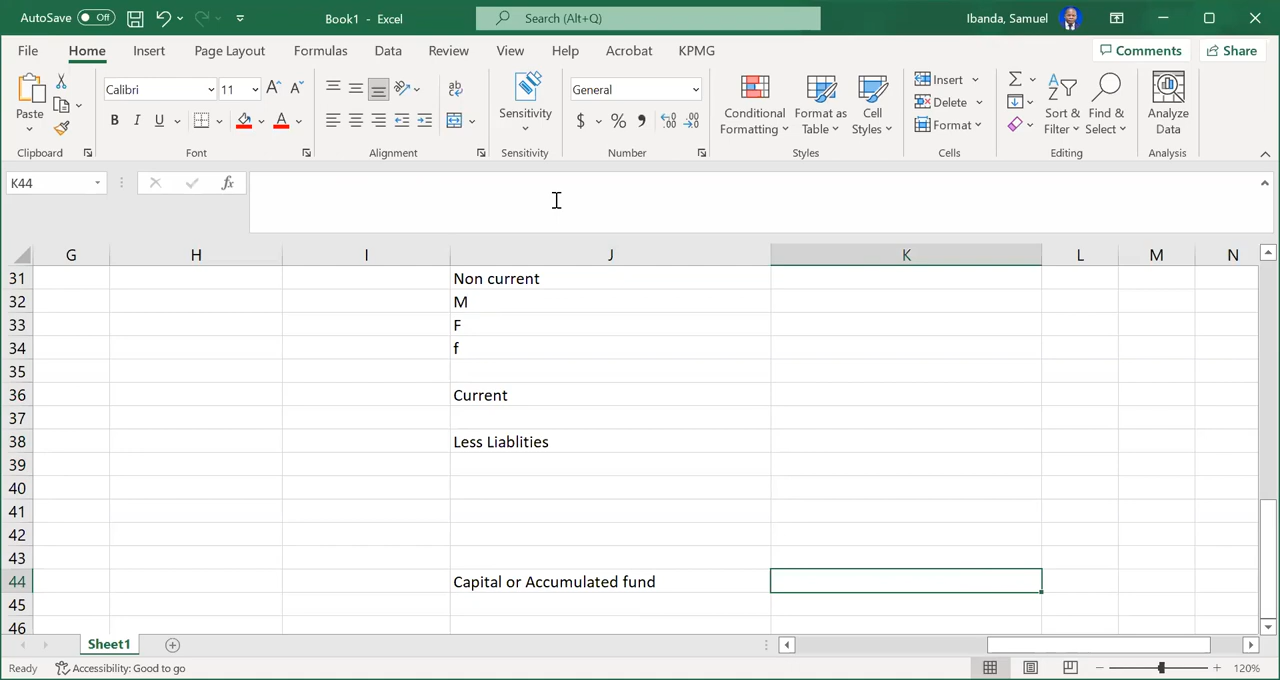 AutoSave Off Book1 - Excel Search (Alt+Q) Ibanda, Samuel
File Home Insert Page Layout Formulas Data Review View Help Acrobat KPMG Comments Share
Paste Calibri 11 B I U A General $ % 9 Sensitivity Conditional Formatting Format as Table Cell Styles Insert Delete Format Sort & Filter Find & Select Analyze Data
Clipboard Font Alignment Sensitivity Number Styles Cells Editing Analysis
K44 fx
G H I J K L M N
31 Non current
32 M
33 F
34 f
35
36 Current
37
38 Less Liablities
39
40
41
42
43
44 Capital or Accumulated fund
45
46
Sheet1
Ready Accessibility: Good to go 120%